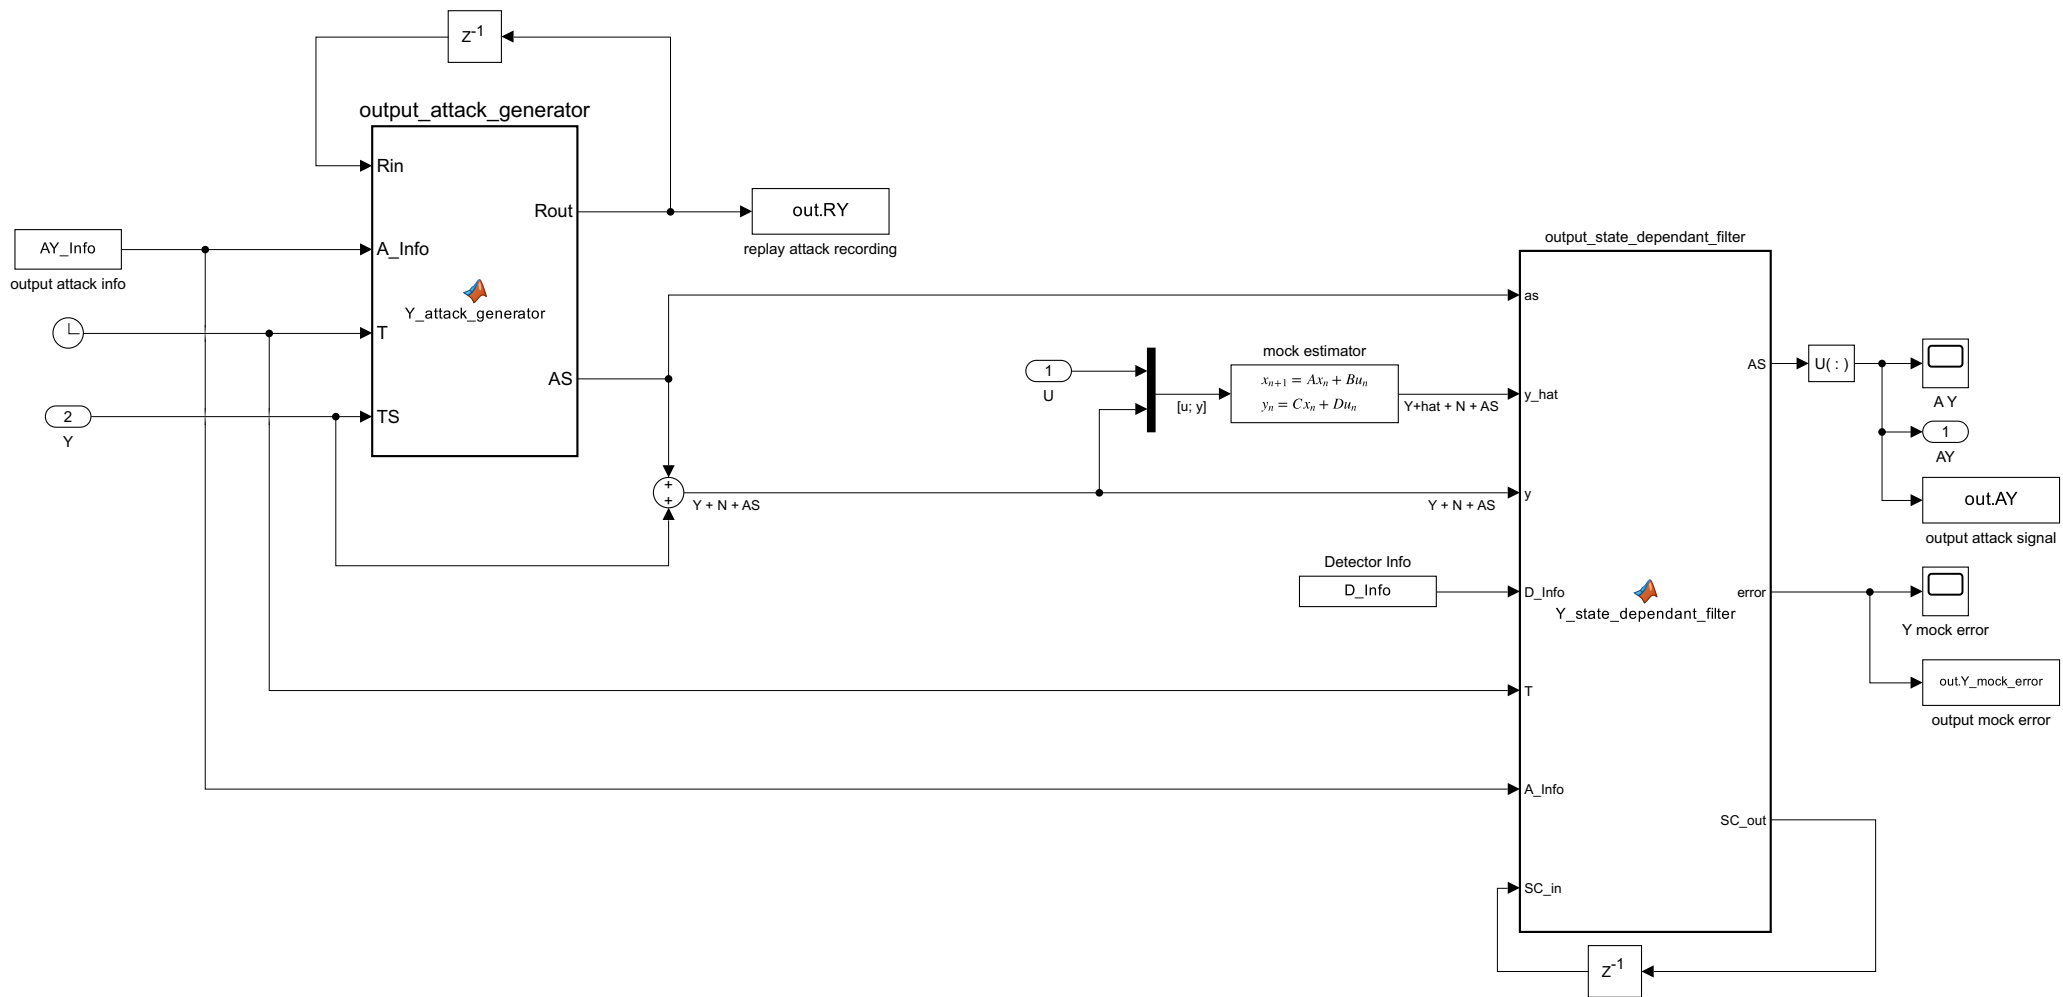 z-1
output_attack_generator
Rin
Rout
out.RY
replay attack recording
AY_Info
output attack info
A_Info
Y_attack_generator
T
AS
2
Y
TS
+
+
Y + N + AS
1
U
[u; y]
mock estimator
xn+1 = Axn + Bun
yn = Cxn + Dun
Y+hat + N + AS
Y + N + AS
Detector Info
D_Info
output_state_dependant_filter
as
y_hat
y
D_Info
Y_state_dependant_filter
T
A_Info
SC_in
AS
error
SC_out
U( : )
A Y
1
AY
out.AY
output attack signal
Y mock error
out.Y_mock_error
output mock error
z-1